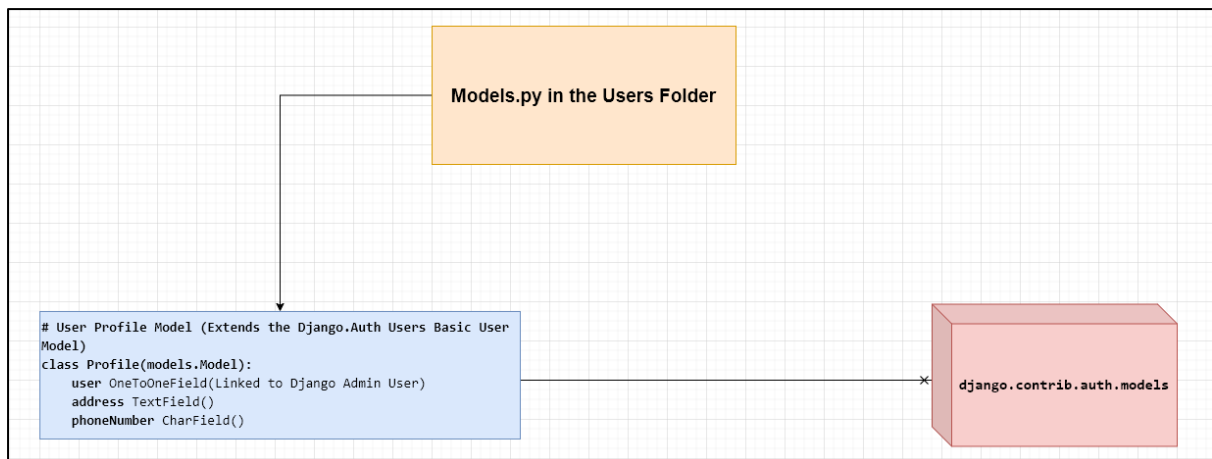 Models.py in the Users Folder
# User Profile Model (Extends the Django.Auth Users Basic User
Model)
class Profile(models.Model):
user OneToOneField(Linked to Django Admin User)
address TextField()
phoneNumber CharField()
django.contrib.auth.models